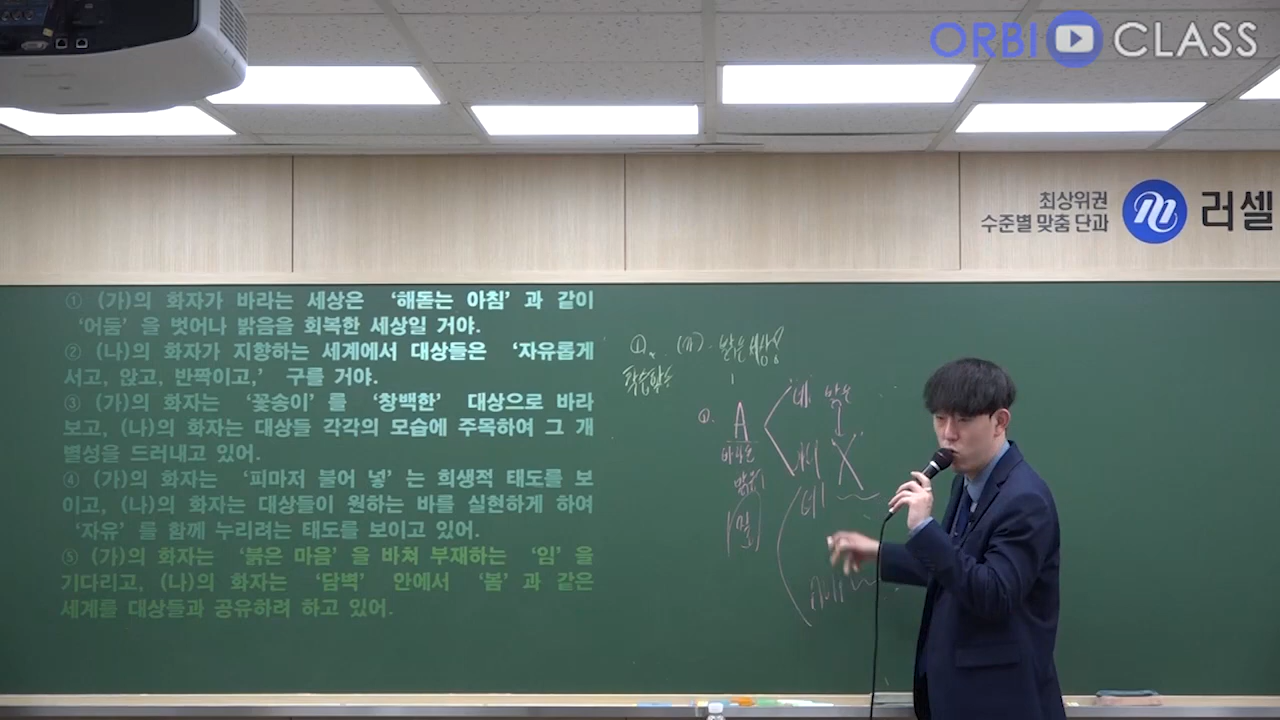 ORBI CLASS
최상위권
수준별 맞춤 단과
러셀
① (가)의 화자가 바라는 세상은 ‘해돋는 아침’과 같이
‘어둠’을 벗어나 밝음을 회복한 세상일 거야.
② (나)의 화자가 지향하는 세계에서 대상들은 ‘자유롭게
서고, 앉고, 반짝이고,’ 구를 거야.
③ (가)의 화자는 ‘꽃송이’를 ‘창백한’ 대상으로 바라
보고, (나)의 화자는 대상들 각각의 모습에 주목하여 그 개
별성을 드러내고 있어.
④ (가)의 화자는 ‘피마저 불어 넣’는 희생적 태도를 보
이고, (나)의 화자는 대상들이 원하는 바를 실현하게 하여
‘자유’를 함께 누리려는 태도를 보이고 있어.
⑤ (가)의 화자는 ‘붉은 마음’을 바쳐 부재하는 ‘임’을
기다리고, (나)의 화자는 ‘담벽’ 안에서 ‘봄’과 같은
세계를 대상들과 공유하려 하고 있어.
①. (가)-밝은 세상?
②. A
X